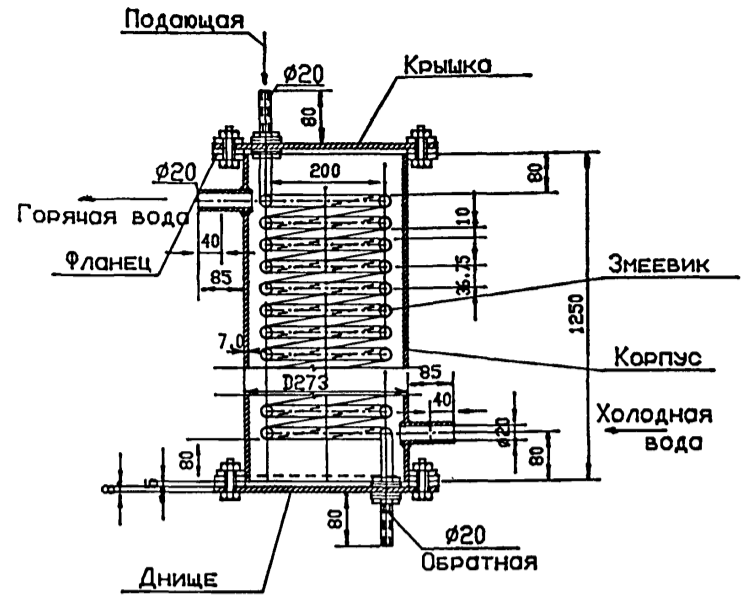 Подающая
Ø20
Крышка
80
Ø20
200
80
Горячая вода
10
40
Фланец
36.75
Змеевик
85
1250
7.0
Корпус
85
D273
40
Холодная
вода
Ø20
80
80
5
80
Ø20
Обратная
Днище